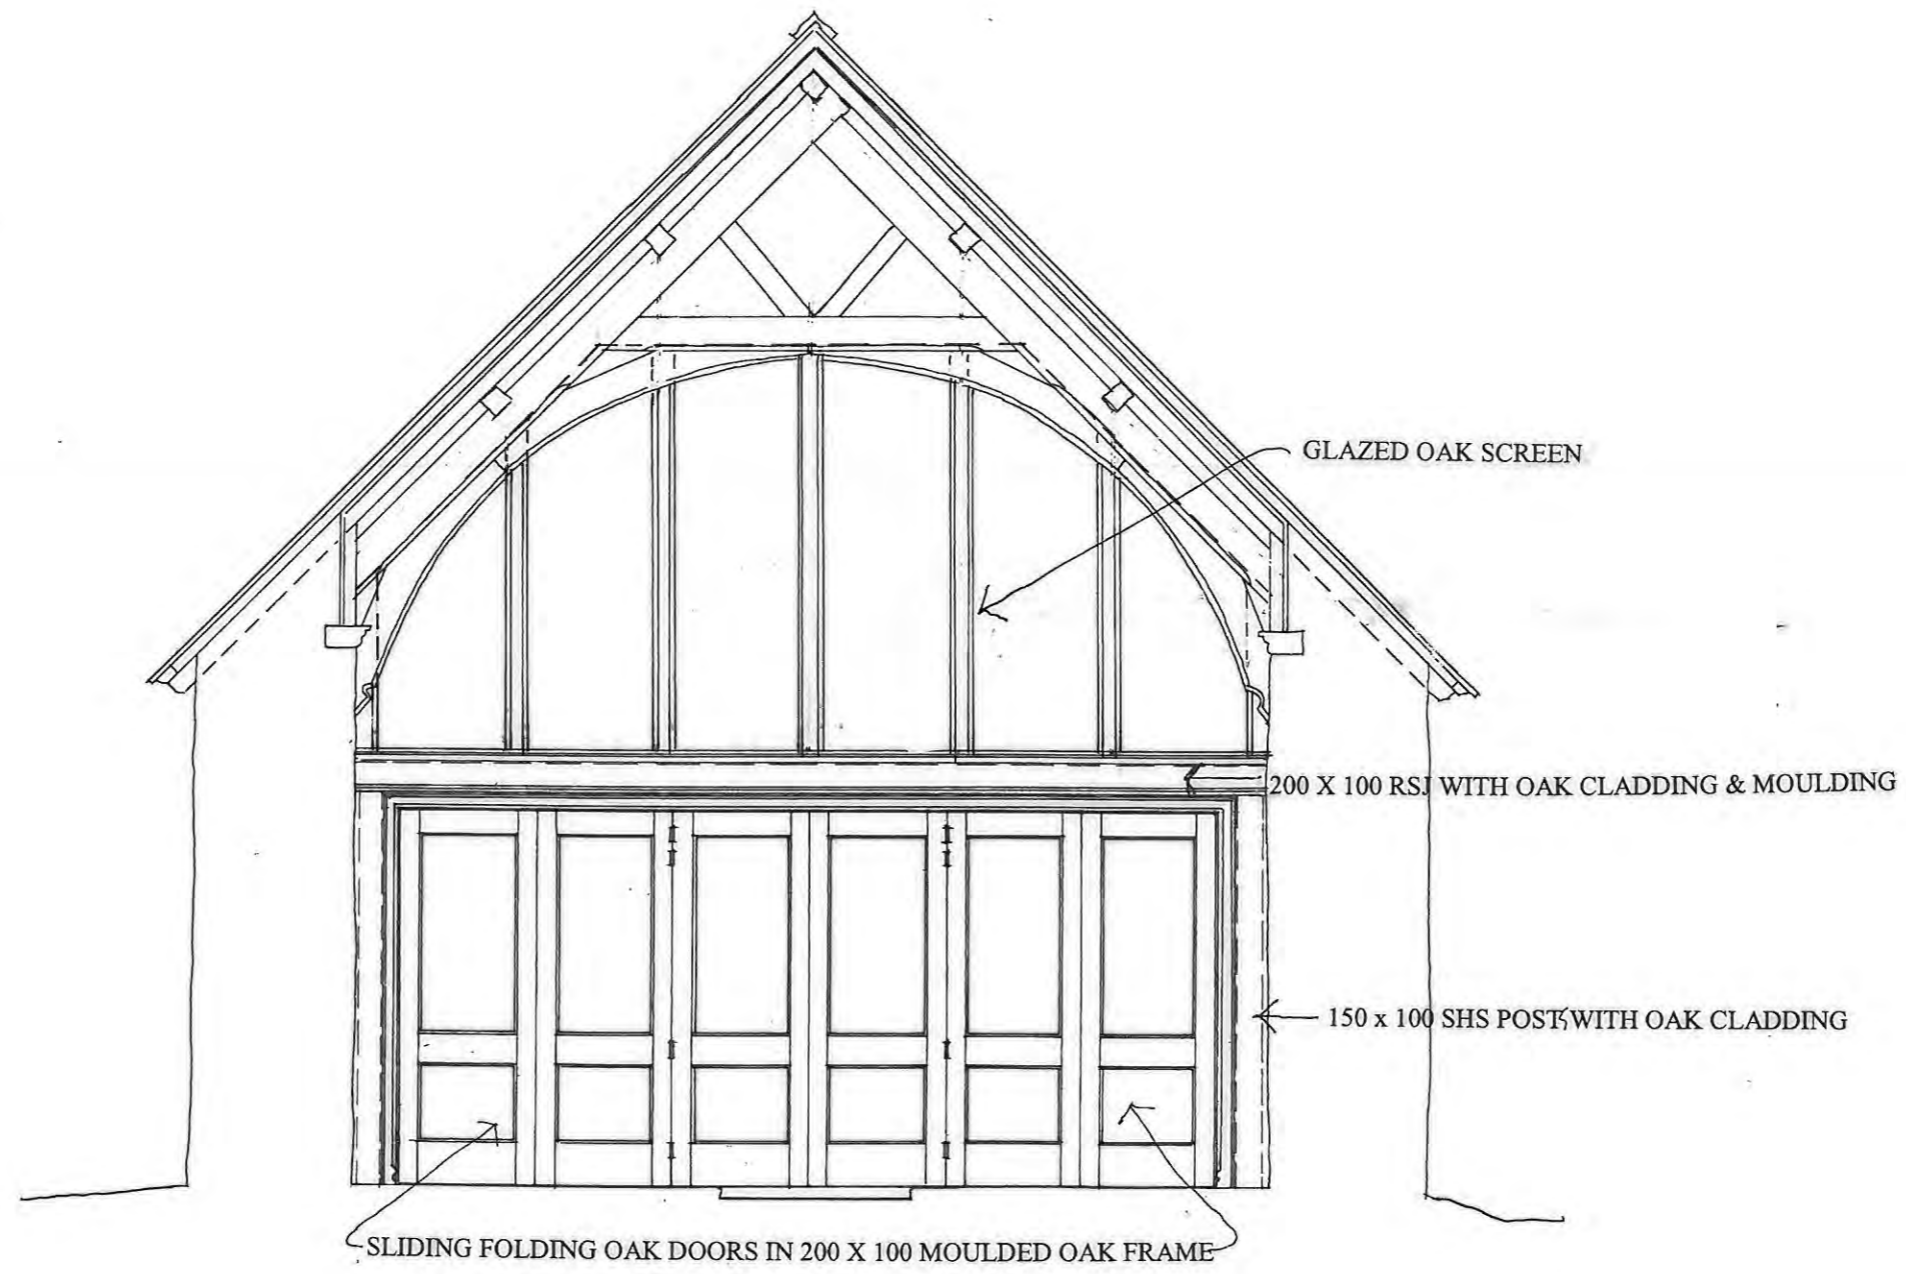 GLAZED OAK SCREEN
200 X 100 RSJ WITH OAK CLADDING & MOULDING
150 x 100 SHS POSTS WITH OAK CLADDING
SLIDING FOLDING OAK DOORS IN 200 X 100 MOULDED OAK FRAME